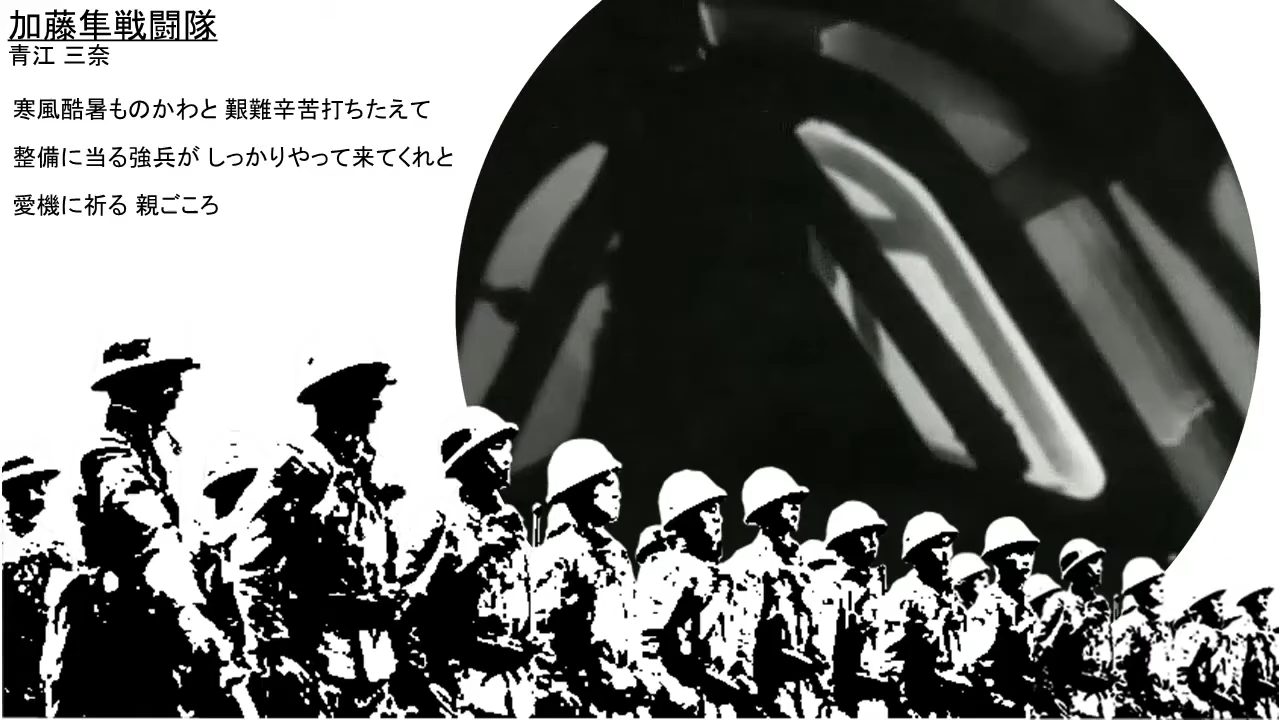 加藤隼戦闘隊
青江 三奈
寒風酷暑ものかわと 艱難辛苦打ちたえて
整備に当る強兵が しっかりやって来てくれと
愛機に祈る 親ごころ